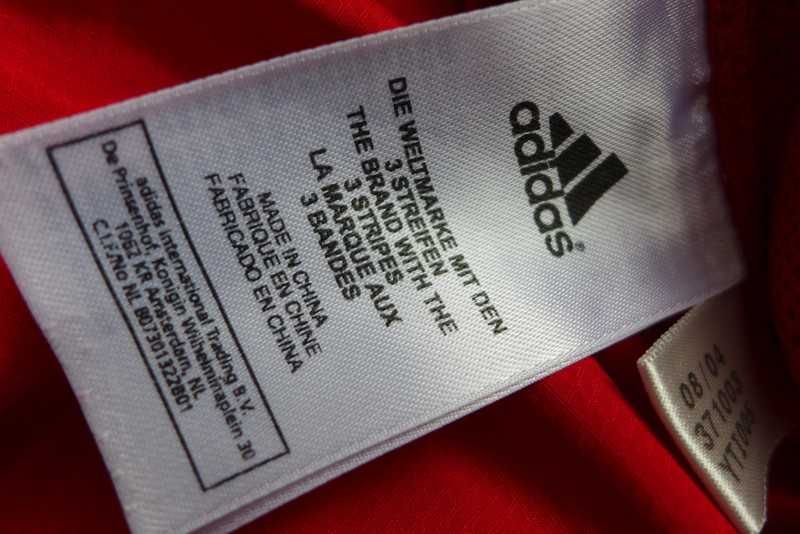 adidas®
DIE WELTMARKE MIT DEN
3 STREIFEN
THE BRAND WITH THE
3 STRIPES
LA MARQUE AUX
3 BANDES
MADE IN CHINA
FABRIQUE EN CHINE
FABRICADO EN CHINA
adidas international Trading B.V.
De Prinsenhof, Konigin Wilhelminaplein 30
1062 KR Amsterdam, NL
C.I.F/No NL 807301322B01
08/04
371003